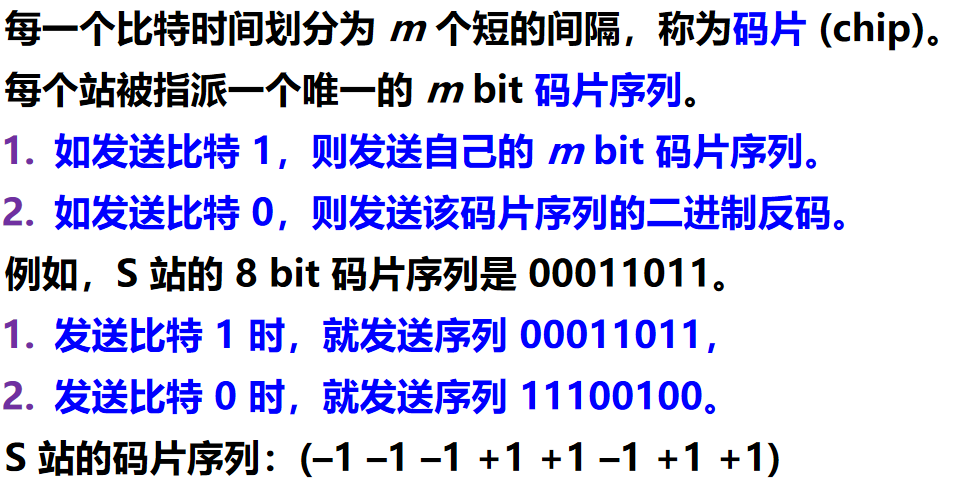 每一个比特时间划分为 m 个短的间隔，称为码片 (chip)。
每个站被指派一个唯一的 m bit 码片序列。
1. 如发送比特 1，则发送自己的 m bit 码片序列。
2. 如发送比特 0，则发送该码片序列的二进制反码。
例如，S 站的 8 bit 码片序列是 00011011。
1. 发送比特 1 时，就发送序列 00011011，
2. 发送比特 0 时，就发送序列 11100100。
S 站的码片序列：(–1 –1 –1 +1 +1 –1 +1 +1)